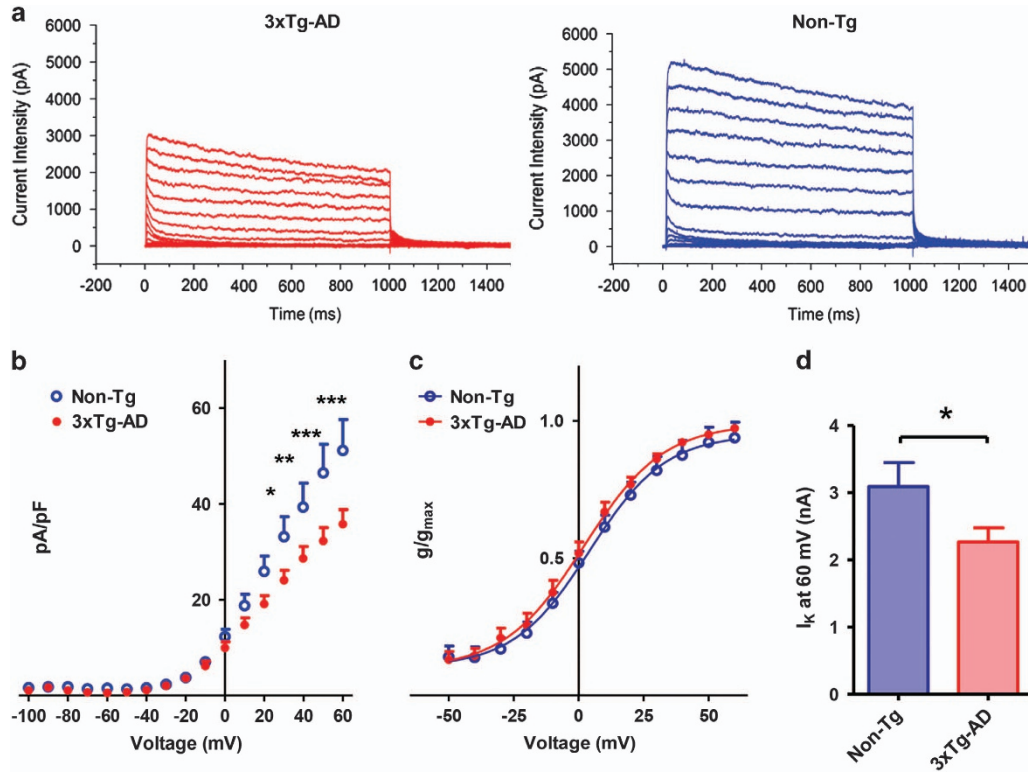 a
3xTg-AD
Non-Tg
Current Intensity (pA)
6000
5000
4000
3000
2000
1000
0
-200 0 200 400 600 800 1000 1200 1400
Time (ms)
Current Intensity (pA)
6000
5000
4000
3000
2000
1000
0
-200 0 200 400 600 800 1000 1200 1400
Time (ms)
b
Non-Tg
3xTg-AD
pA/pF
60
40
20
* ** *** ***
-100 -80 -60 -40 -20 0 20 40 60
Voltage (mV)
c
Non-Tg
3xTg-AD
g/gmax
1.0
0.5
-50 -25 0 25 50
Voltage (mV)
d
*
IK at 60 mV (nA)
4
3
2
1
0
Non-Tg
3xTg-AD